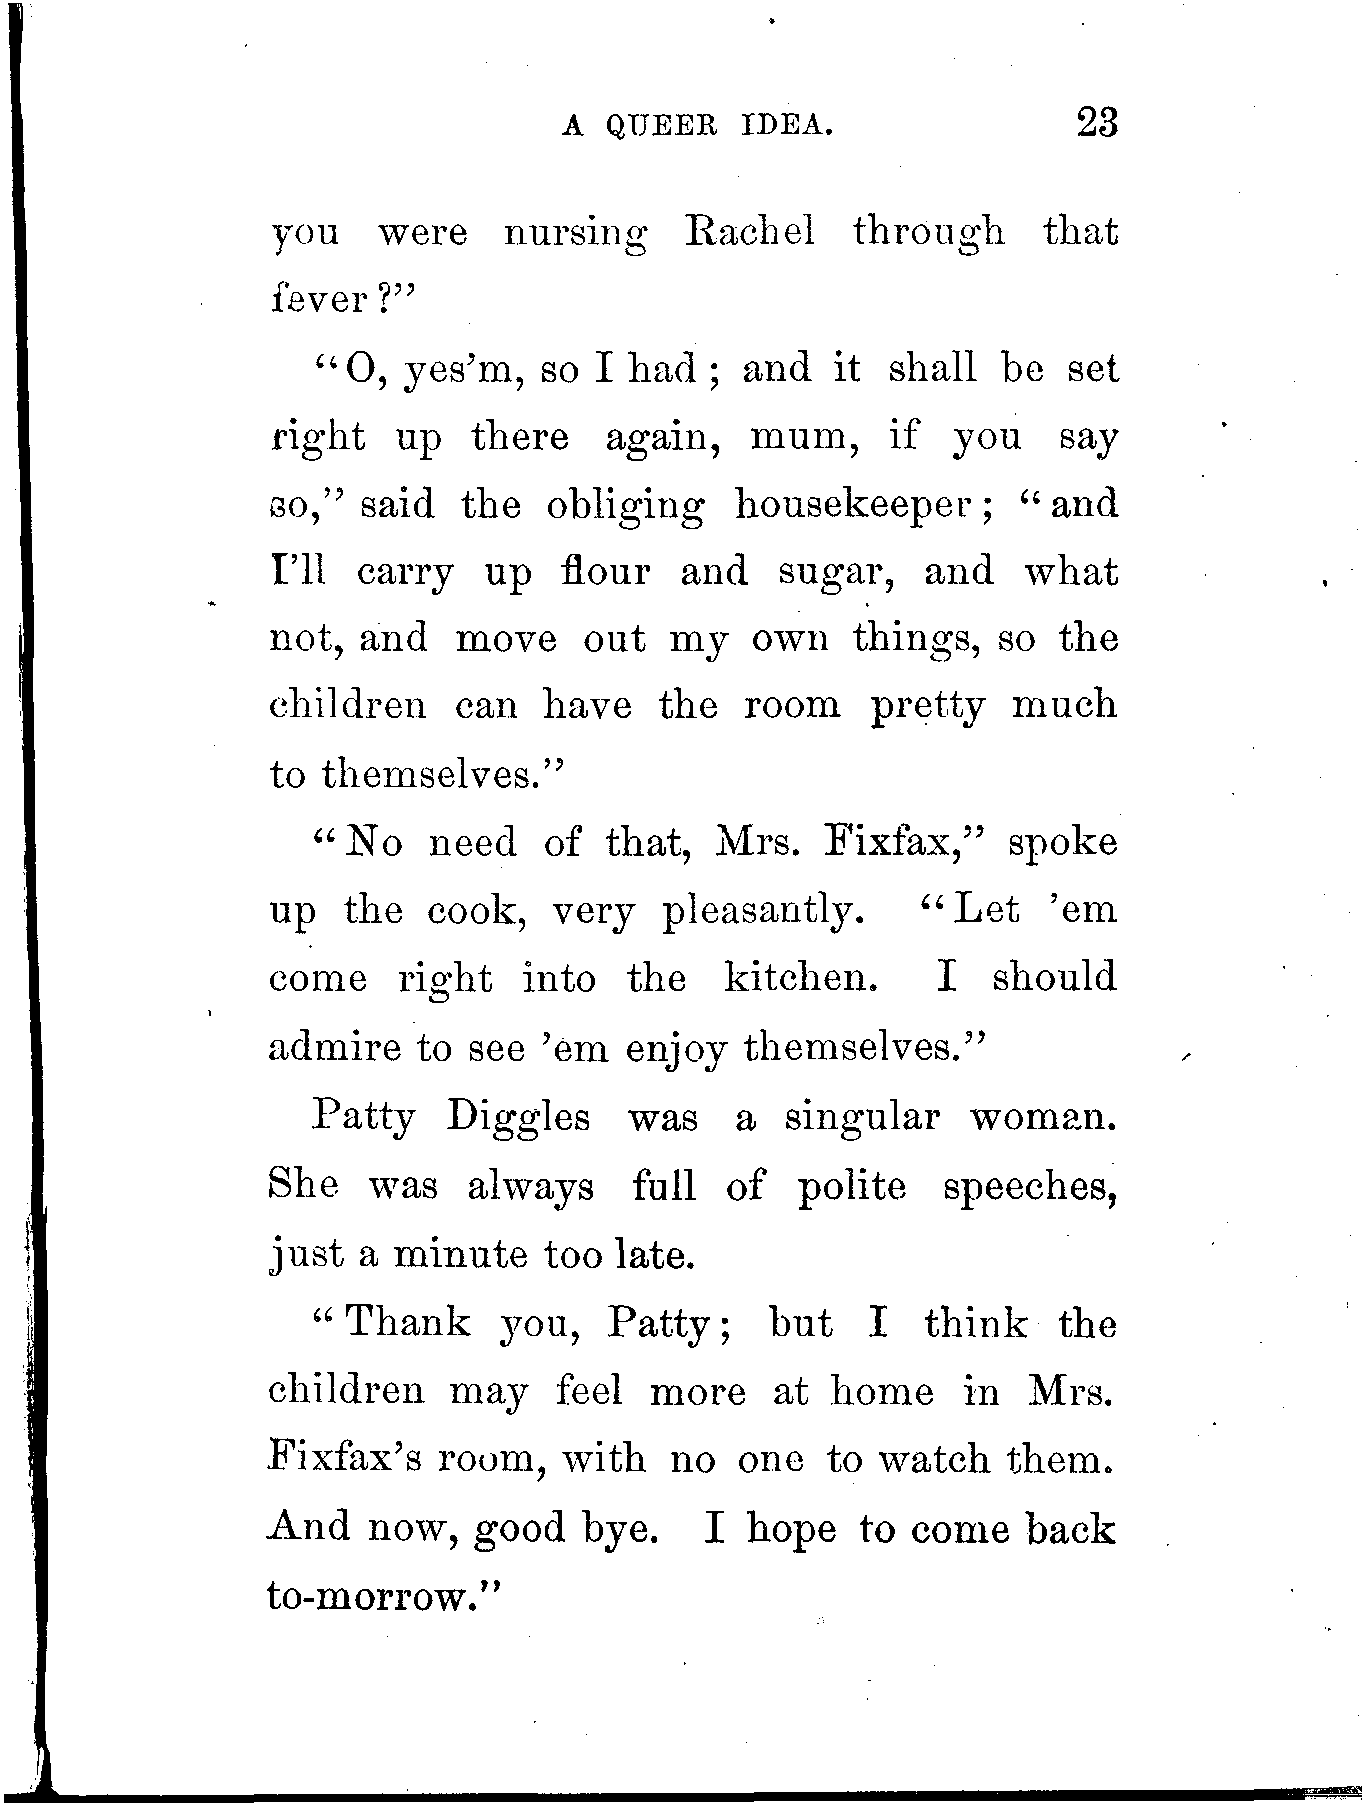 A QUEER IDEA. 23
you were nursing Rachel through that
fever?"
"O, yes'm, so I had; and it shall be set
right up there again, mum, if you say
so," said the obliging housekeeper; "and
I'll carry up flour and sugar, and what
not, and move out my own things, so the
children can have the room pretty much
to themselves."
"No need of that, Mrs. Fixfax," spoke
up the cook, very pleasantly. "Let 'em
come right into the kitchen. I should
admire to see 'em enjoy themselves."
Patty Diggles was a singular woman.
She was always full of polite speeches,
just a minute too late.
"Thank you, Patty; but I think the
children may feel more at home in Mrs.
Fixfax's room, with no one to watch them.
And now, good bye. I hope to come back
to-morrow."